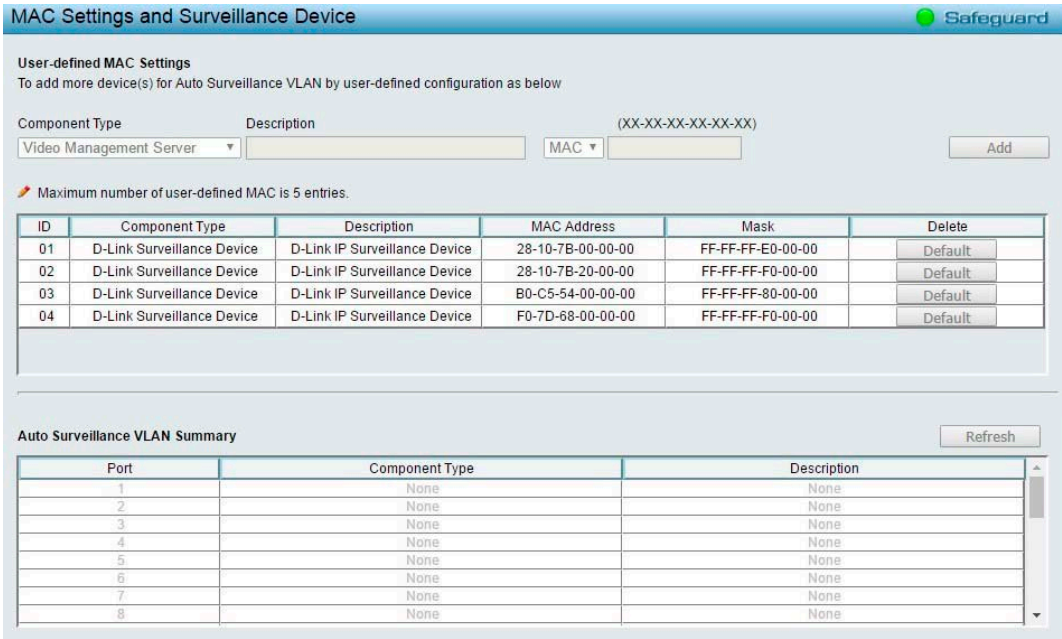 MAC Settings and Surveillance Device Safeguard
User-defined MAC Settings
To add more device(s) for Auto Surveillance VLAN by user-defined configuration as below
Component Type Description (XX-XX-XX-XX-XX-XX)
Video Management Server MAC Add
Maximum number of user-defined MAC is 5 entries.
ID Component Type Description MAC Address Mask Delete
01 D-Link Surveillance Device D-Link IP Surveillance Device 28-10-7B-00-00-00 FF-FF-FF-E0-00-00 Default
02 D-Link Surveillance Device D-Link IP Surveillance Device 28-10-7B-20-00-00 FF-FF-FF-F0-00-00 Default
03 D-Link Surveillance Device D-Link IP Surveillance Device B0-C5-54-00-00-00 FF-FF-FF-80-00-00 Default
04 D-Link Surveillance Device D-Link IP Surveillance Device F0-7D-68-00-00-00 FF-FF-FF-F0-00-00 Default
Auto Surveillance VLAN Summary Refresh
Port Component Type Description
1 None None
2 None None
3 None None
4 None None
5 None None
6 None None
7 None None
8 None None